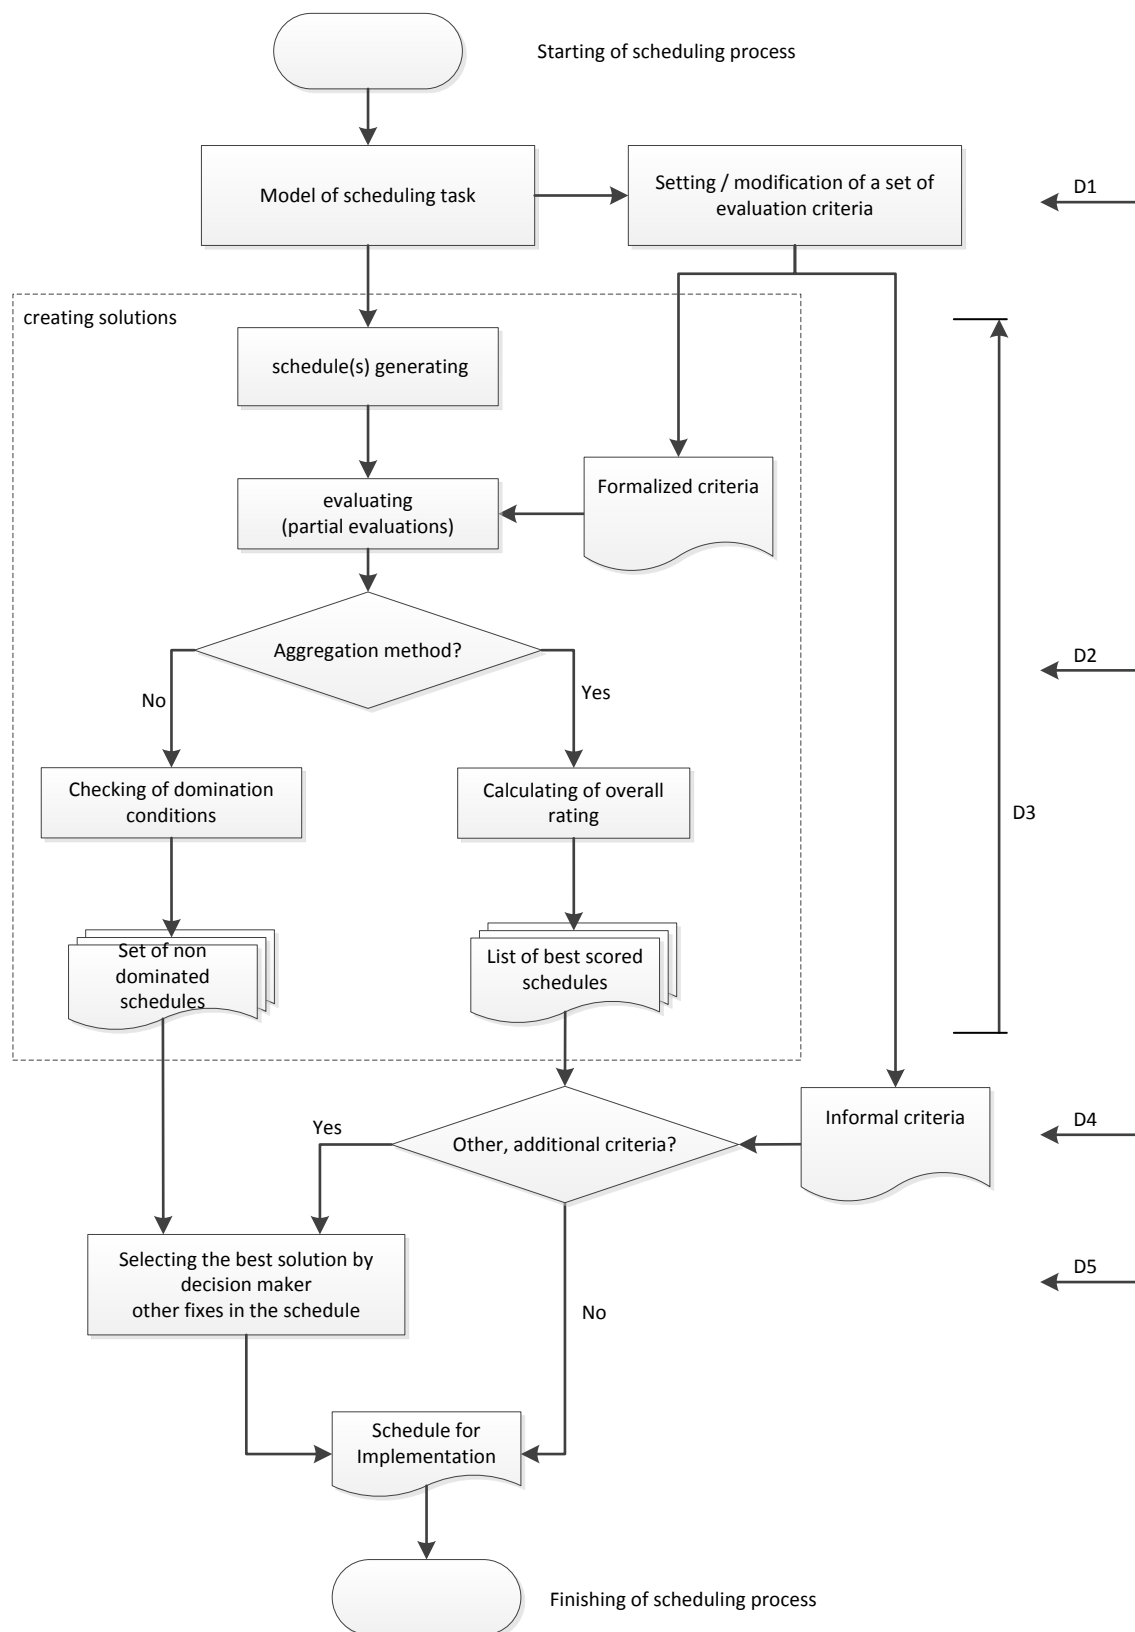 Starting of scheduling process
Model of scheduling task
Setting / modification of a set of
evaluation criteria
D1
creating solutions
schedule(s) generating
Formalized criteria
evaluating
(partial evaluations)
Aggregation method?
D2
No
Yes
Checking of domination
conditions
Calculating of overall
rating
D3
Set of non
dominated
schedules
List of best scored
schedules
Informal criteria
D4
Yes
Other, additional criteria?
Selecting the best solution by
decision maker
other fixes in the schedule
D5
No
Schedule for
Implementation
Finishing of scheduling process